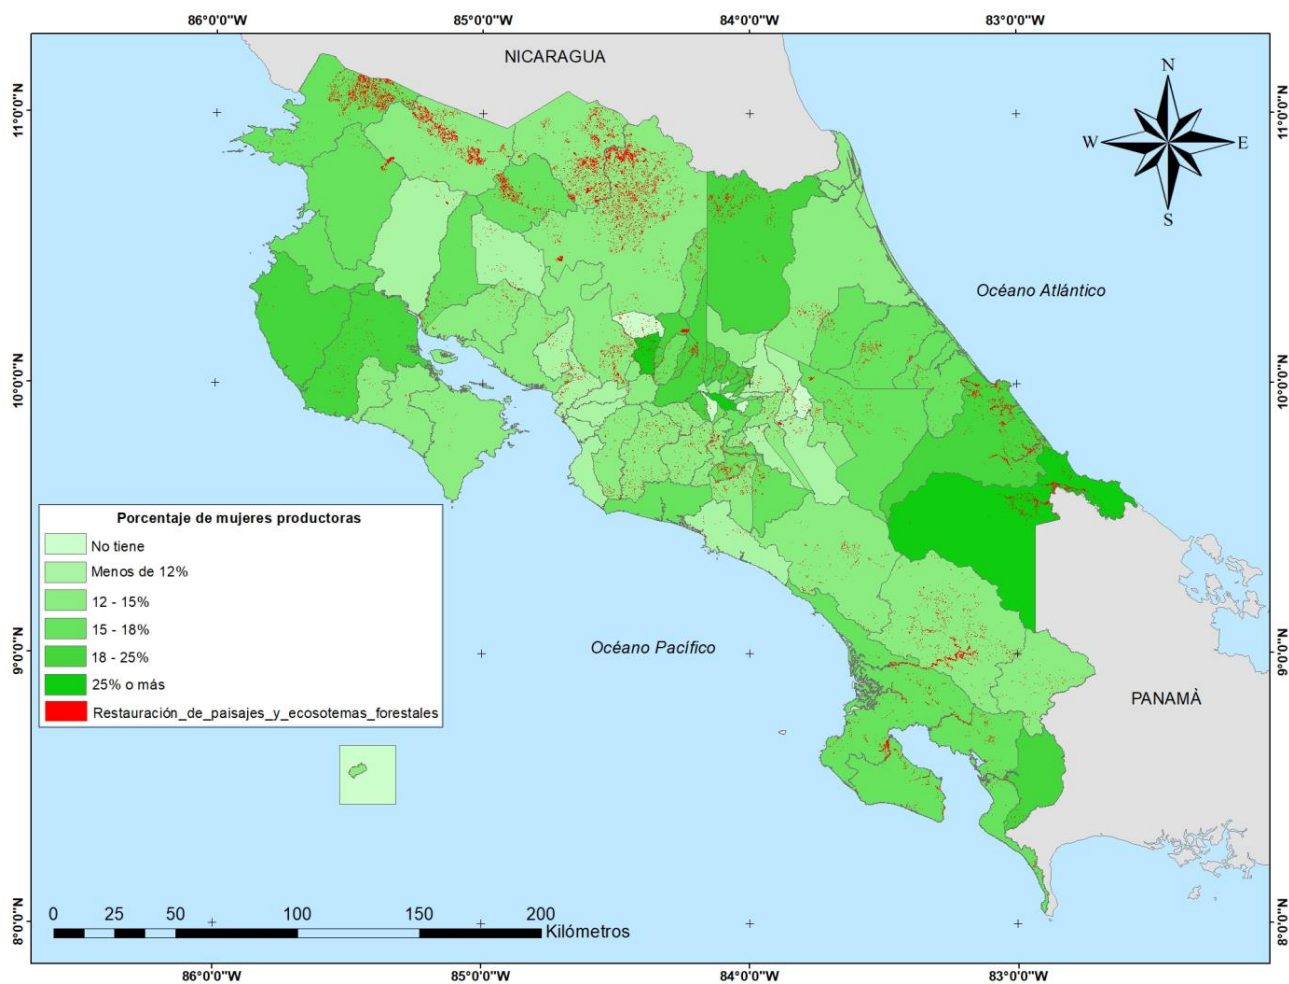 86°0'0"W 85°0'0"W 84°0'0"W 83°0'0"W
NICARAGUA
N
W E
S
11°0'0"N 11°0'0"N
Océano Atlántico
10°0'0"N 10°0'0"N
Porcentaje de mujeres productoras
No tiene
Menos de 12%
12 - 15%
15 - 18%
18 - 25%
25% o más
Restauración_de_paisajes_y_ecosotemas_forestales
Océano Pacífico
9°0'0"N 9°0'0"N
PANAMÀ
0 25 50 100 150 200
Kilómetros
8°0'0"N 8°0'0"N
86°0'0"W 85°0'0"W 84°0'0"W 83°0'0"W